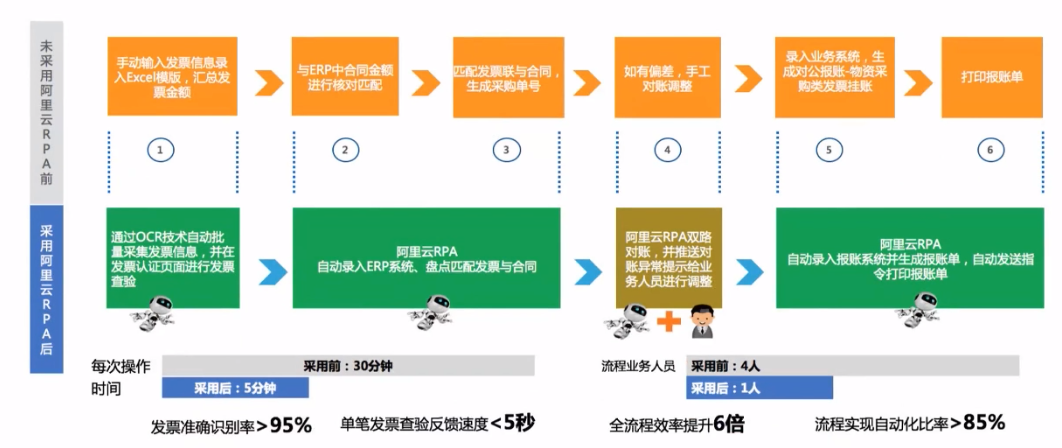 未采用阿里云RPA前
手动输入发票信息录
入Excel模版，汇总发
票金额
与ERP中合同金额
进行核对匹配
匹配发票联与合同，
生成采购单号
如有偏差，手工
对账调整
录入业务系统，生
成对公报账-物资采
购类发票挂账
打印报账单
1
2
3
4
5
6
采用阿里云RPA后
通过OCR技术自动批
量采集发票信息，并在
发票认证页面进行发票
查验
阿里云RPA
自动录入ERP系统、盘点匹配发票与合同
阿里云RPA双路
对账，并推送对
账异常提示给业
务人员进行调整
阿里云RPA
自动录入报账系统并生成报账单，自动发送指
令打印报账单
每次操作
时间
采用前：30分钟
采用后：5分钟
流程业务人员
采用前：4人
采用后：1人
发票准确识别率>95%
单笔发票查验反馈速度<5秒
全流程效率提升6倍
流程实现自动化比率>85%